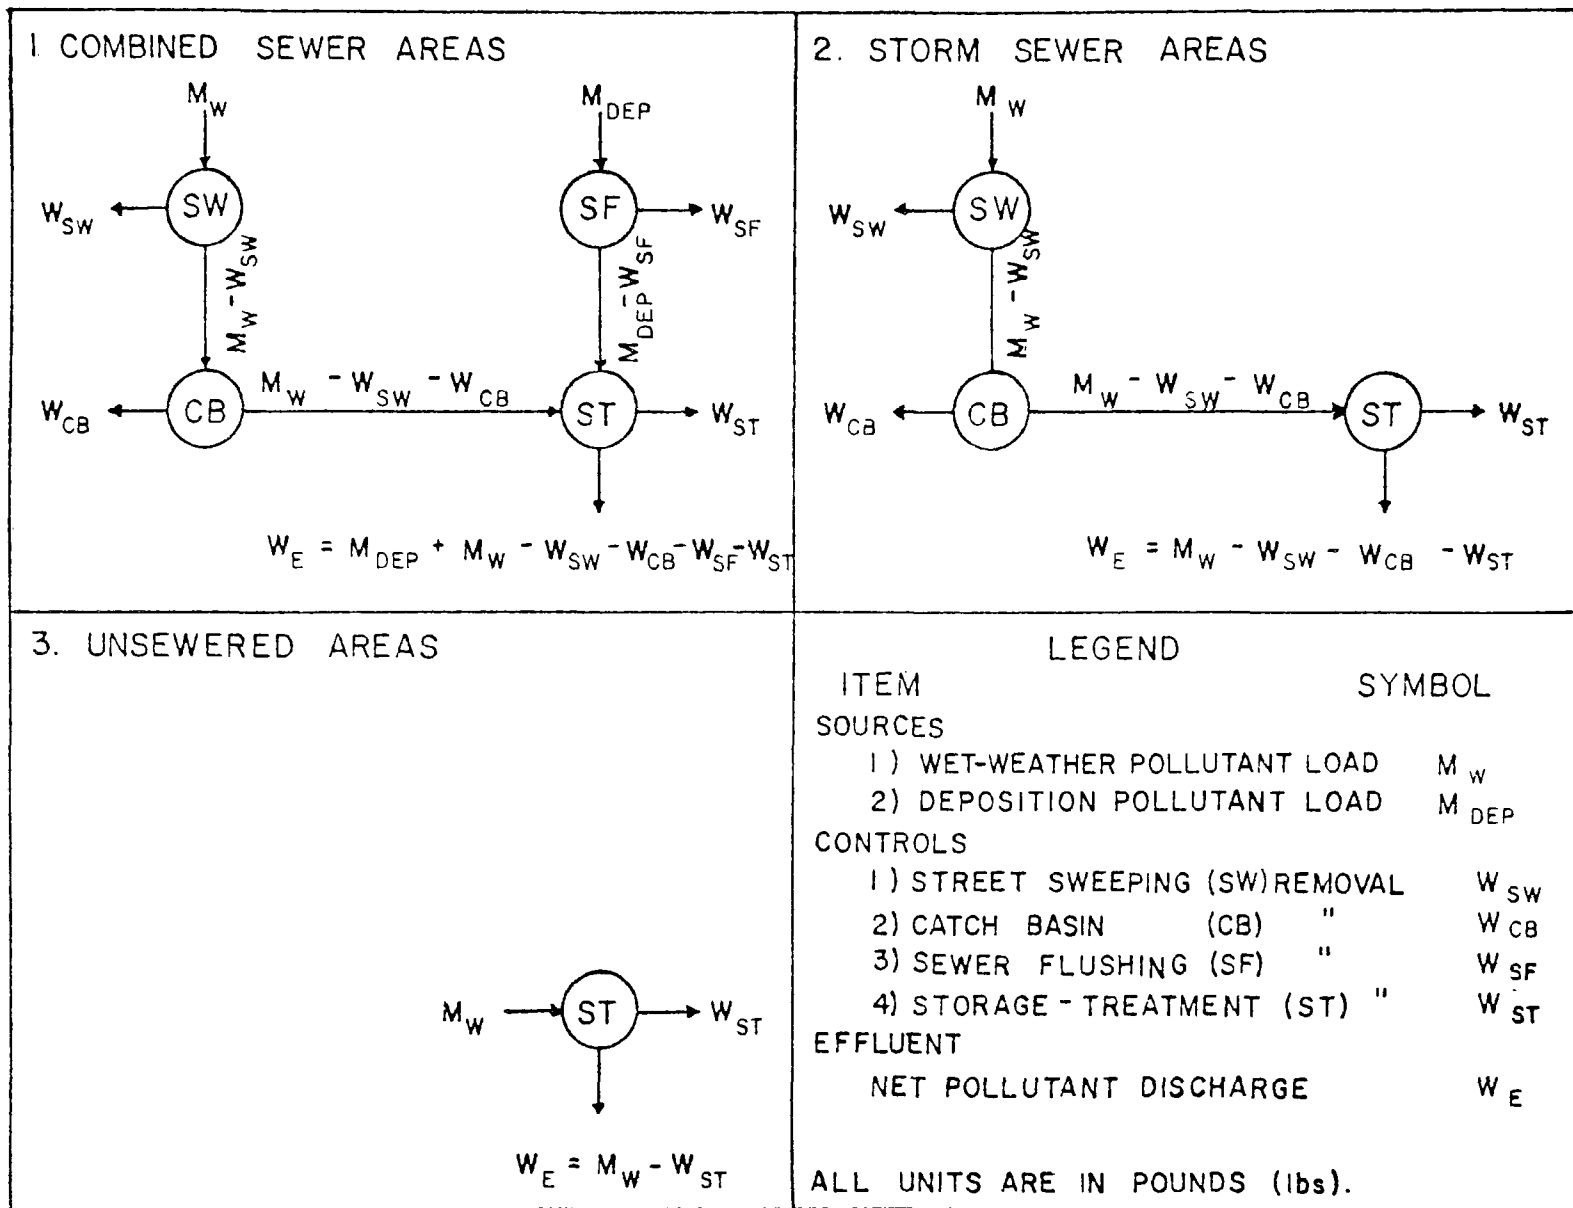 1. COMBINED SEWER AREAS
M_W
M_DEP
W_SW
SW
SF
W_SF
M_W - W_SW
M_DEP - W_SF
W_CB
CB
M_W - W_SW - W_CB
ST
W_ST
W_E = M_DEP + M_W - W_SW - W_CB - W_SF - W_ST
2. STORM SEWER AREAS
M_W
W_SW
SW
M_W - W_SW
W_CB
CB
M_W - W_SW - W_CB
ST
W_ST
W_E = M_W - W_SW - W_CB - W_ST
3. UNSEWERED AREAS
M_W
ST
W_ST
W_E = M_W - W_ST
LEGEND
ITEM SYMBOL
SOURCES
1) WET-WEATHER POLLUTANT LOAD M_W
2) DEPOSITION POLLUTANT LOAD M_DEP
CONTROLS
1) STREET SWEEPING (SW) REMOVAL W_SW
2) CATCH BASIN (CB) " W_CB
3) SEWER FLUSHING (SF) " W_SF
4) STORAGE - TREATMENT (ST) " W_ST
EFFLUENT
NET POLLUTANT DISCHARGE W_E
ALL UNITS ARE IN POUNDS (lbs).